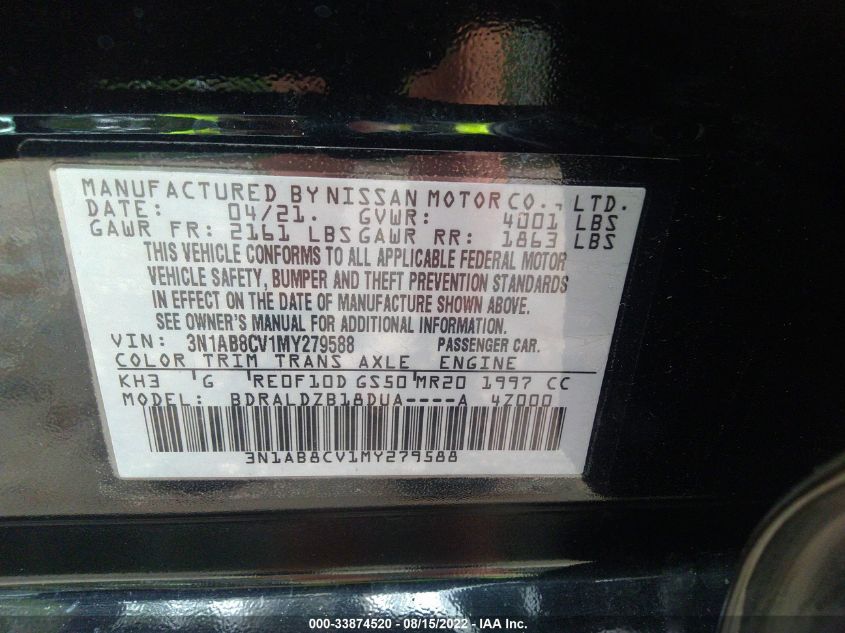 MANUFACTURED BY NISSAN MOTOR CO., LTD.
DATE: 04/21. GVWR: 4001 LBS
GAWR FR: 2161 LBS GAWR RR: 1863 LBS
THIS VEHICLE CONFORMS TO ALL APPLICABLE FEDERAL MOTOR
VEHICLE SAFETY, BUMPER AND THEFT PREVENTION STANDARDS
IN EFFECT ON THE DATE OF MANUFACTURE SHOWN ABOVE.
SEE OWNER'S MANUAL FOR ADDITIONAL INFORMATION.
VIN: 3N1AB8CV1MY279588 PASSENGER CAR.
COLOR TRIM TRANS AXLE ENGINE
KH3 G RE0F10D GS50 MR20 1997 CC
MODEL: BDRALDZB18DUA----A 4Z000
3N1AB8CV1MY279588
000-33874520 - 08/15/2022 - IAA, Inc.